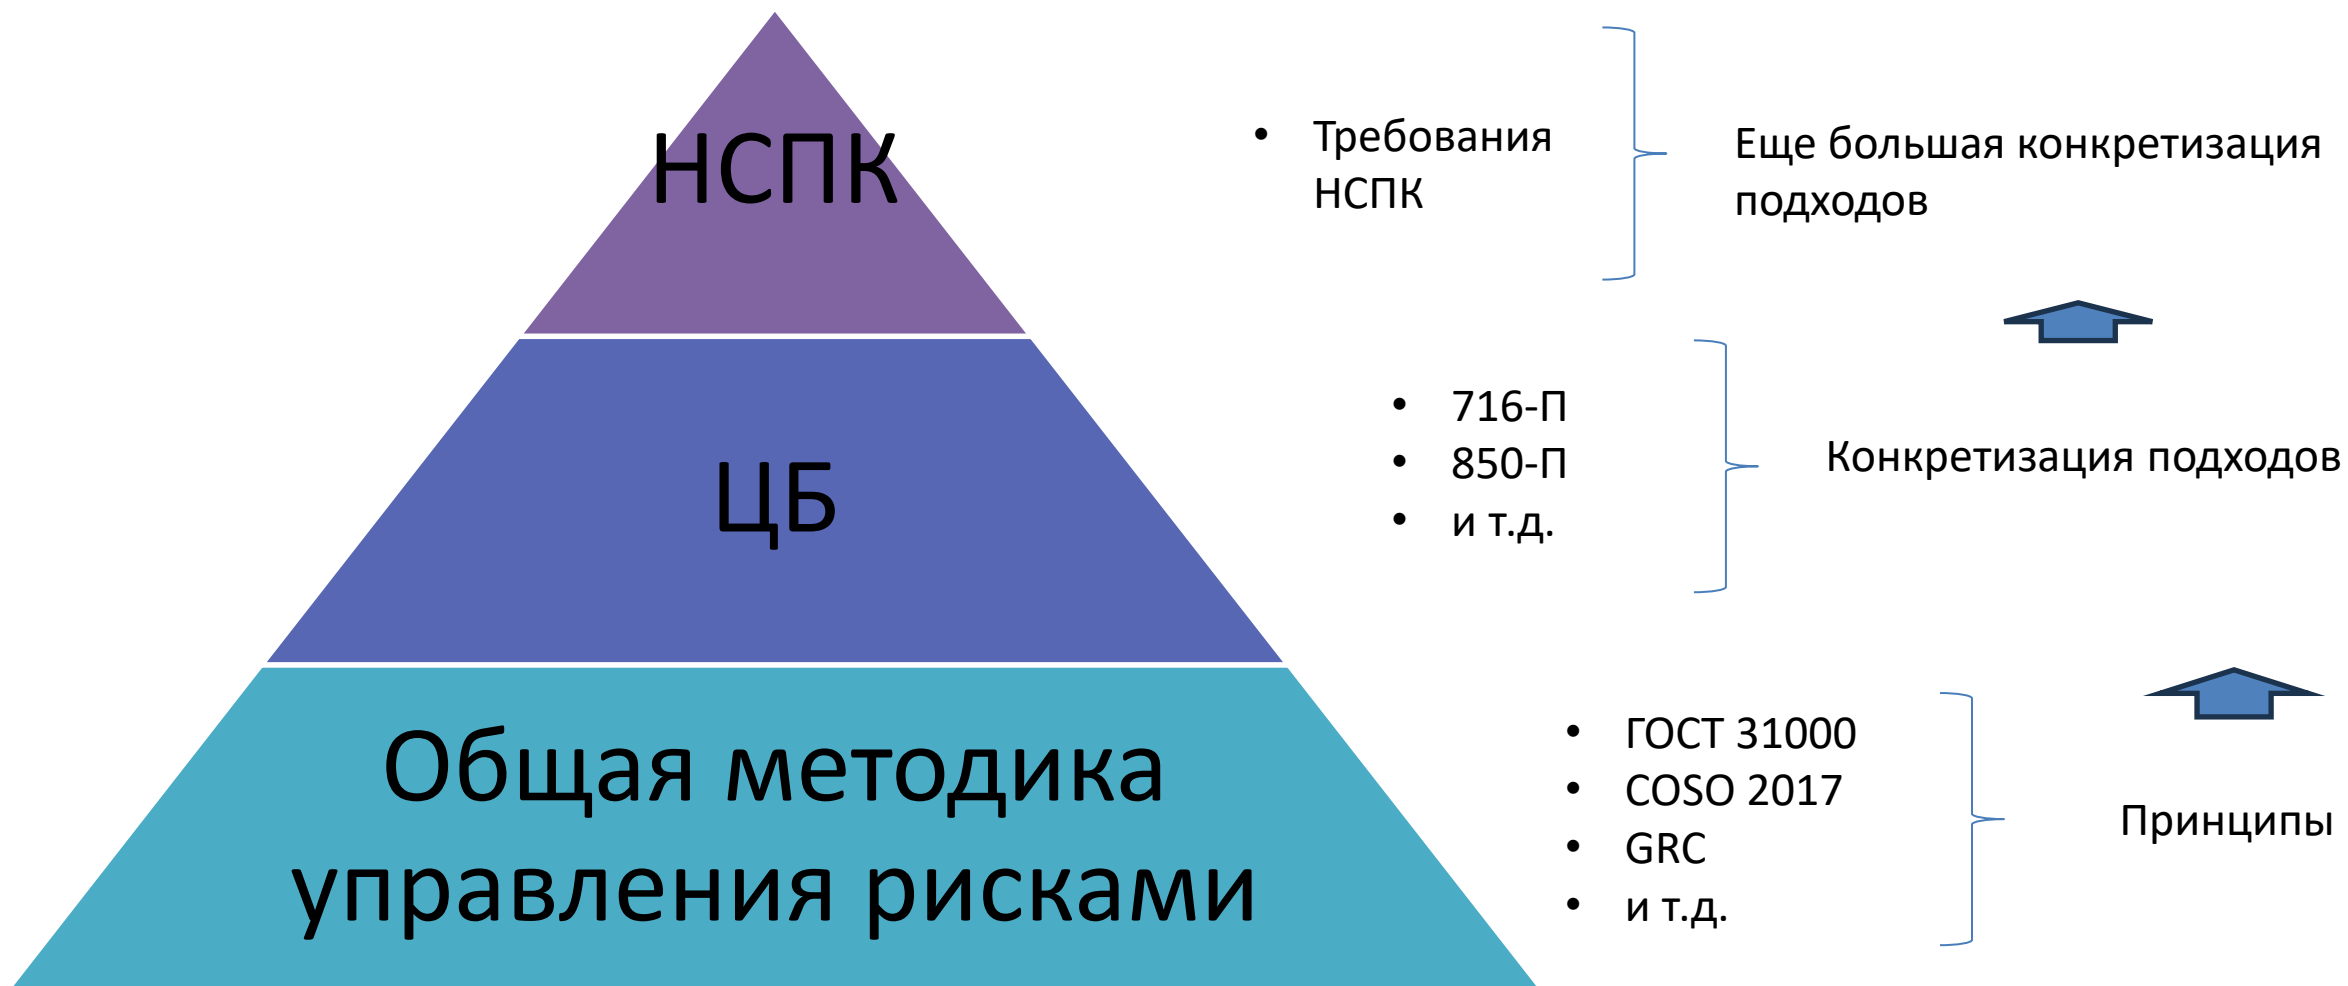 НСПК
• Требования
НСПК
Еще большая конкретизация
подходов
ЦБ
• 716-П
• 850-П
• и т.д.
Конкретизация подходов
Общая методика
управления рисками
• ГОСТ 31000
• COSO 2017
• GRC
• и т.д.
Принципы